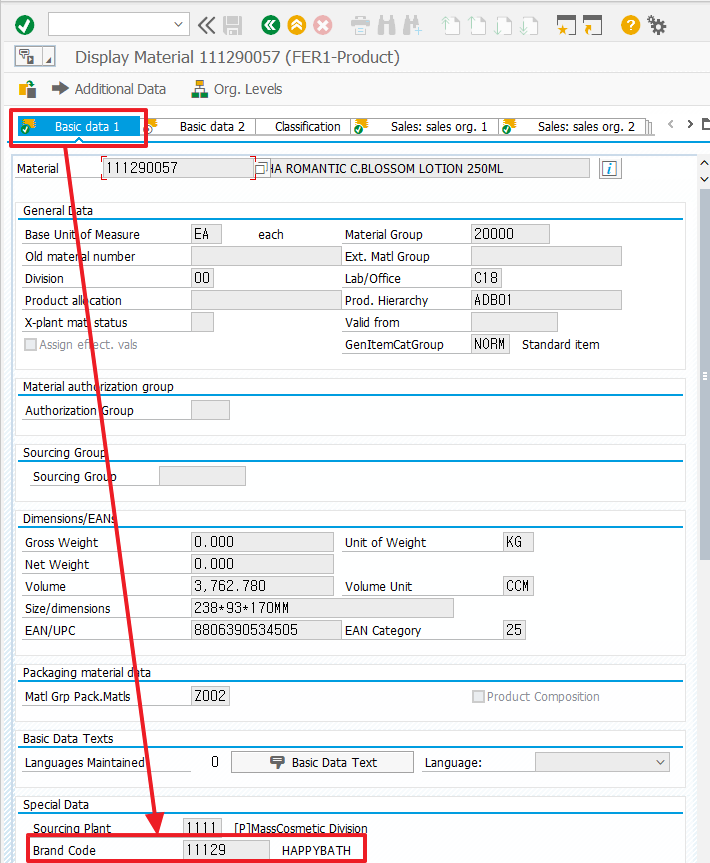 Display Material 111290057 (FER1-Product)
Additional Data Org. Levels
Basic data 1 Basic data 2 Classification Sales: sales org. 1 Sales: sales org. 2
Material 111290057 HA ROMANTIC C.BLOSSOM LOTION 250ML
General Data
Base Unit of Measure EA each Material Group 20000
Old material number Ext. Matl Group
Division 00 Lab/Office C18
Product allocation Prod. Hierarchy ADB01
X-plant matl status Valid from
Assign effect. vals GenItemCatGroup NORM Standard item
Material authorization group
Authorization Group
Sourcing Group
Sourcing Group
Dimensions/EANs
Gross Weight 0.000 Unit of Weight KG
Net Weight 0.000
Volume 3,762.780 Volume Unit CCM
Size/dimensions 238*93*170MM
EAN/UPC 8806390534505 EAN Category 25
Packaging material data
Matl Grp Pack.Matls Z002 Product Composition
Basic Data Texts
Languages Maintained 0 Basic Data Text Language:
Special Data
Sourcing Plant 1111 [P]MassCosmetic Division
Brand Code 11129 HAPPYBATH